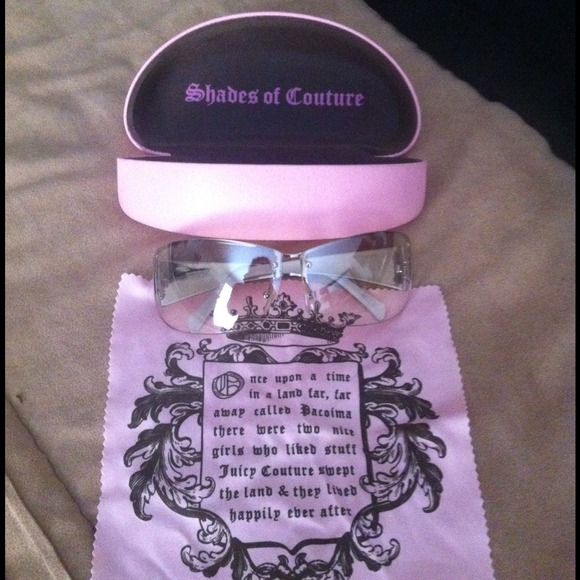 Shades of Couture
Once upon a time
in a land far, far
away called Pacoima
there were two nice
girls who liked stuff
Juicy Couture swept
the land & they lived
happily ever after